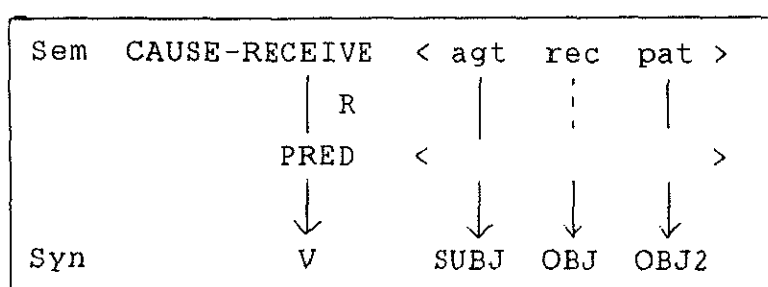 Sem CAUSE-RECEIVE < agt rec pat >
R
PRED < >
Syn V SUBJ OBJ OBJ2